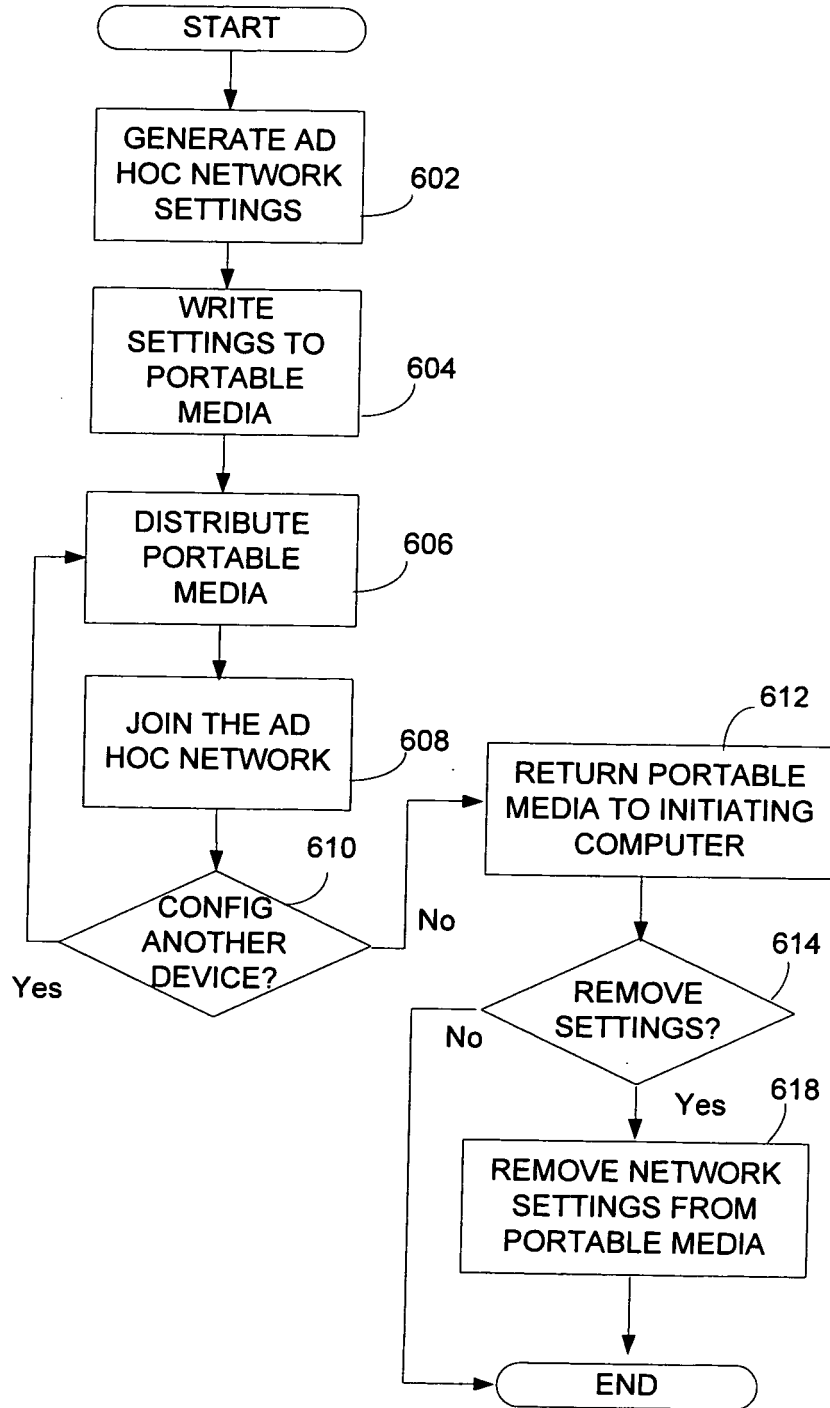 START
GENERATE AD
HOC NETWORK
SETTINGS
602
WRITE
SETTINGS TO
PORTABLE
MEDIA
604
DISTRIBUTE
PORTABLE
MEDIA
606
JOIN THE AD
HOC NETWORK
608
610
CONFIG
ANOTHER
DEVICE?
Yes
No
612
RETURN PORTABLE
MEDIA TO INITIATING
COMPUTER
614
REMOVE
SETTINGS?
No
Yes
618
REMOVE NETWORK
SETTINGS FROM
PORTABLE MEDIA
END